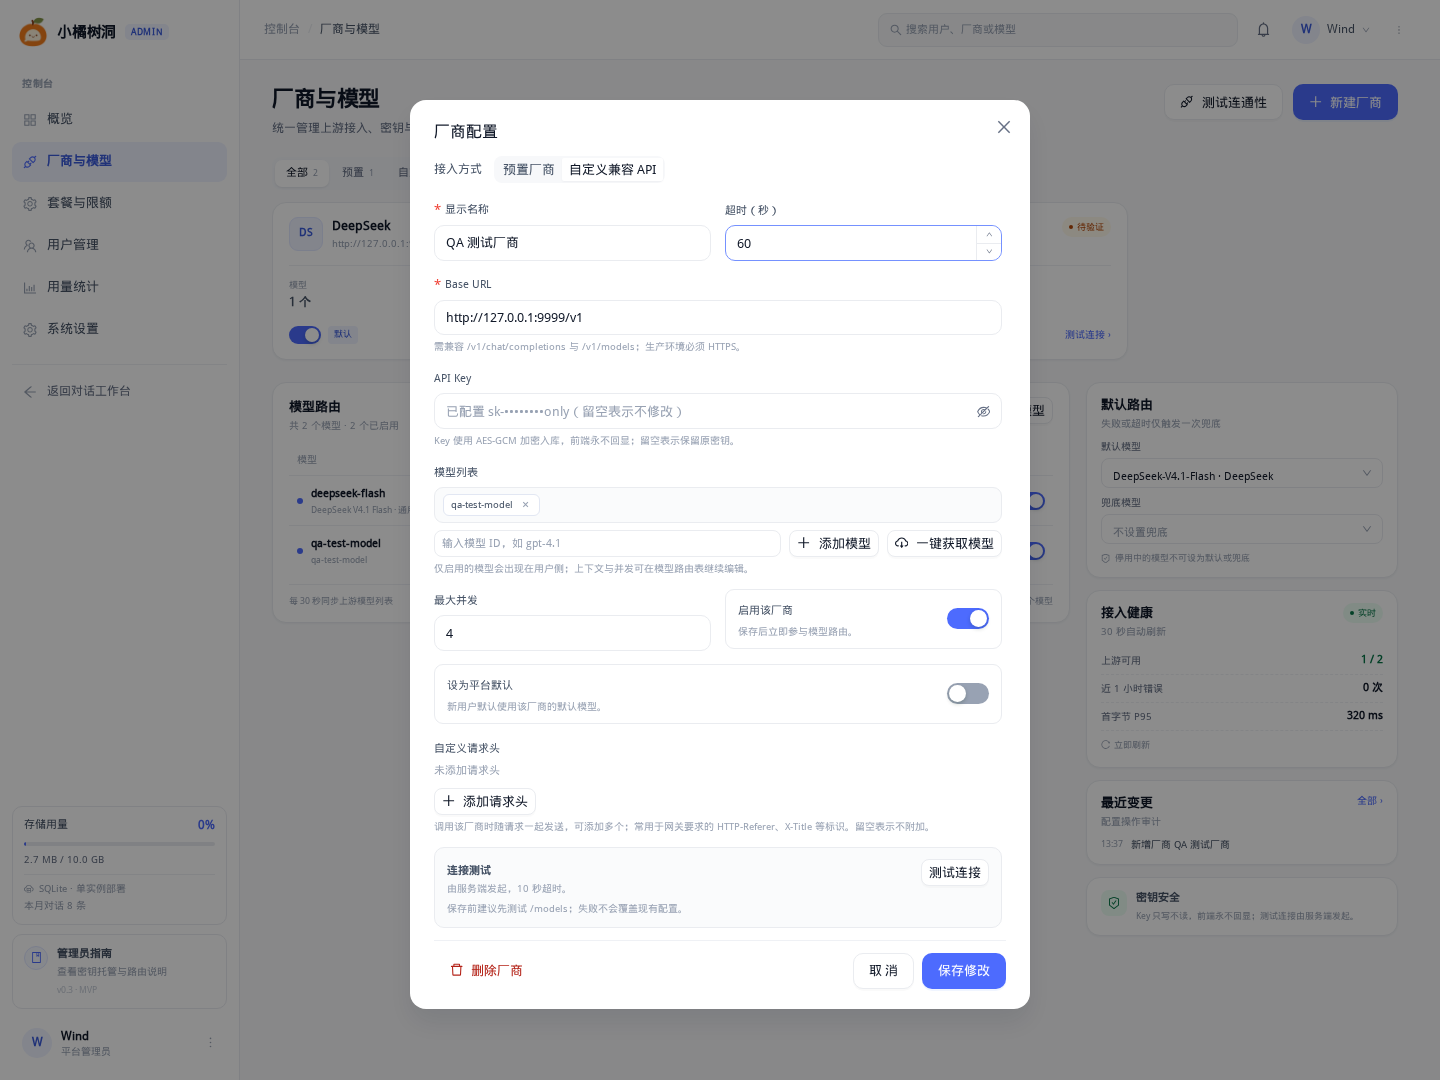 小橘树洞 ADMIN
控制台
概览
厂商与模型
套餐与限额
用户管理
用量统计
系统设置
返回对话工作台
存储用量 0%
2.7 MB / 10.0 GB
SQLite · 单实例部署
本月对话 8 条
管理员指南
查看密钥托管与路由说明
v0.3 · MVP
W Wind
平台管理员
控制台 / 厂商与模型
搜索用户、厂商或模型
W Wind
厂商与模型
统一管理上游接入、密钥与
测试连通性
新建厂商
全部 2 预置 1 自
DS DeepSeek
http://127.0.0.1:
模型
1 个
默认
待验证
测试连接 ›
模型路由
共 2 个模型 · 2 个已启用
型
模型
deepseek-flash
DeepSeek V4.1 Flash · 通
qa-test-model
qa-test-model
每 30 秒同步上游模型列表
个模型
默认路由
失败或超时仅触发一次兜底
默认模型
DeepSeek-V4.1-Flash · DeepSeek
兜底模型
不设置兜底
停用中的模型不可设为默认或兜底
接入健康 实时
30 秒自动刷新
上游可用 1 / 2
近 1 小时错误 0 次
首字节 P95 320 ms
立即刷新
最近变更 全部 ›
配置操作审计
13:37 新增厂商 QA 测试厂商
密钥安全
Key 只写不读，前端永不回显；测试连接由服务端发起。
厂商配置
接入方式 预置厂商 自定义兼容 API
* 显示名称
QA 测试厂商
超时（秒）
60
* Base URL
http://127.0.0.1:9999/v1
需兼容 /v1/chat/completions 与 /v1/models；生产环境必须 HTTPS。
API Key
已配置 sk-••••••••only（留空表示不修改）
Key 使用 AES-GCM 加密入库，前端永不回显；留空表示保留原密钥。
模型列表
qa-test-model ×
输入模型 ID，如 gpt-4.1
添加模型
一键获取模型
仅启用的模型会出现在用户侧；上下文与并发可在模型路由表继续编辑。
最大并发
4
启用该厂商
保存后立即参与模型路由。
设为平台默认
新用户默认使用该厂商的默认模型。
自定义请求头
未添加请求头
添加请求头
调用该厂商时随请求一起发送，可添加多个；常用于网关要求的 HTTP-Referer、X-Title 等标识。留空表示不附加。
连接测试
由服务端发起，10 秒超时。
保存前建议先测试 /models；失败不会覆盖现有配置。
测试连接
删除厂商
取 消
保存修改